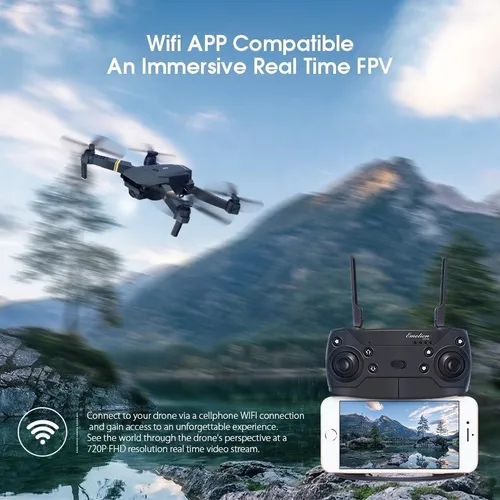 Wifi APP Compatible
An Immersive Real Time FPV
Emotion
Connect to your drone via a cellphone WIFI connection
and gain access to an unforgettable experience.
See the world through the drone's perspective at a
720P FHD resolution real time video stream.